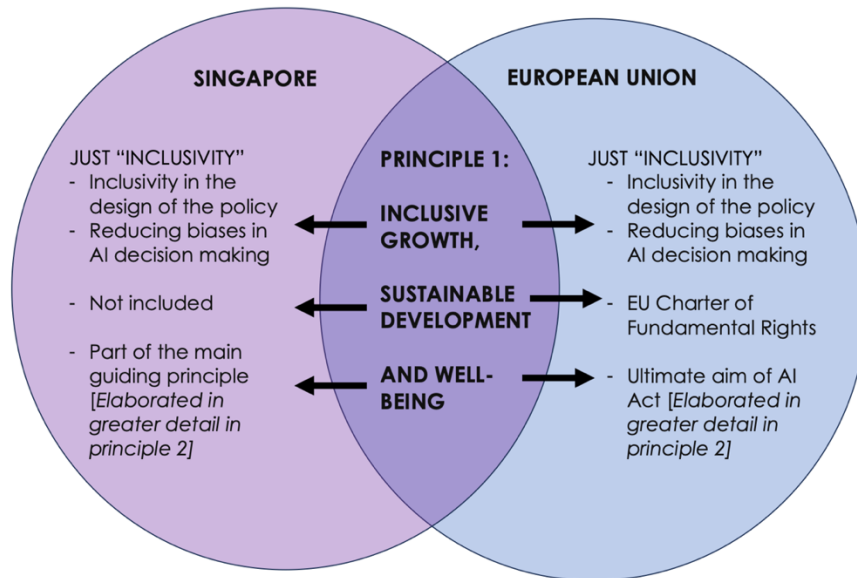 SINGAPORE
JUST “INCLUSIVITY”
- Inclusivity in the
design of the policy
- Reducing biases in
AI decision making
- Not included
- Part of the main
guiding principle
[Elaborated in
greater detail in
principle 2]
PRINCIPLE 1:
INCLUSIVE
GROWTH,
SUSTAINABLE
DEVELOPMENT
AND WELL-
BEING
EUROPEAN UNION
JUST “INCLUSIVITY”
- Inclusivity in the
design of the policy
- Reducing biases in
AI decision making
- EU Charter of
Fundamental Rights
- Ultimate aim of AI
Act [Elaborated in
greater detail in
principle 2]